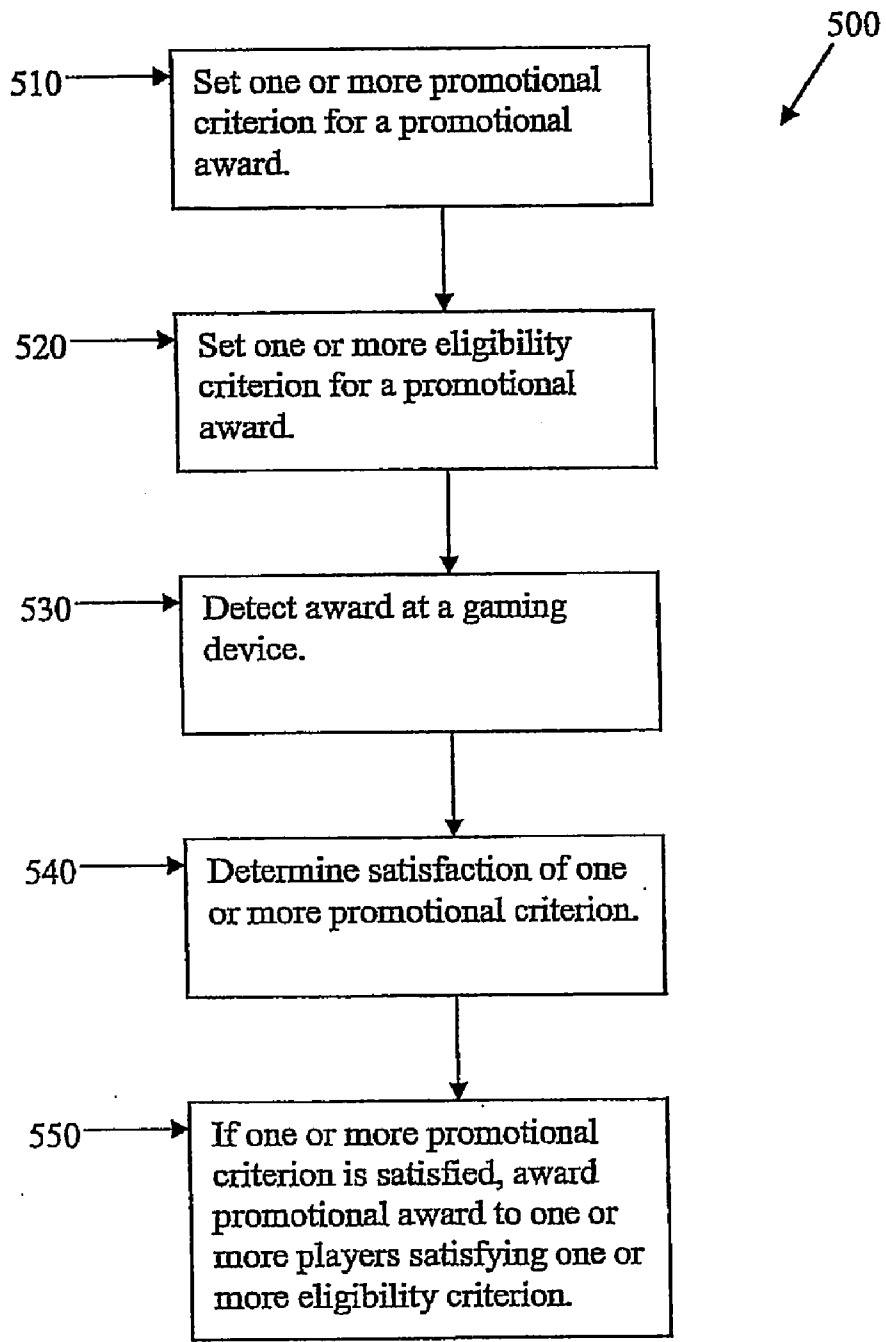 500
510
Set one or more promotional
criterion for a promotional
award.
520
Set one or more eligibility
criterion for a promotional
award.
530
Detect award at a gaming
device.
540
Determine satisfaction of one
or more promotional criterion.
550
If one or more promotional
criterion is satisfied, award
promotional award to one or
more players satisfying one or
more eligibility criterion.